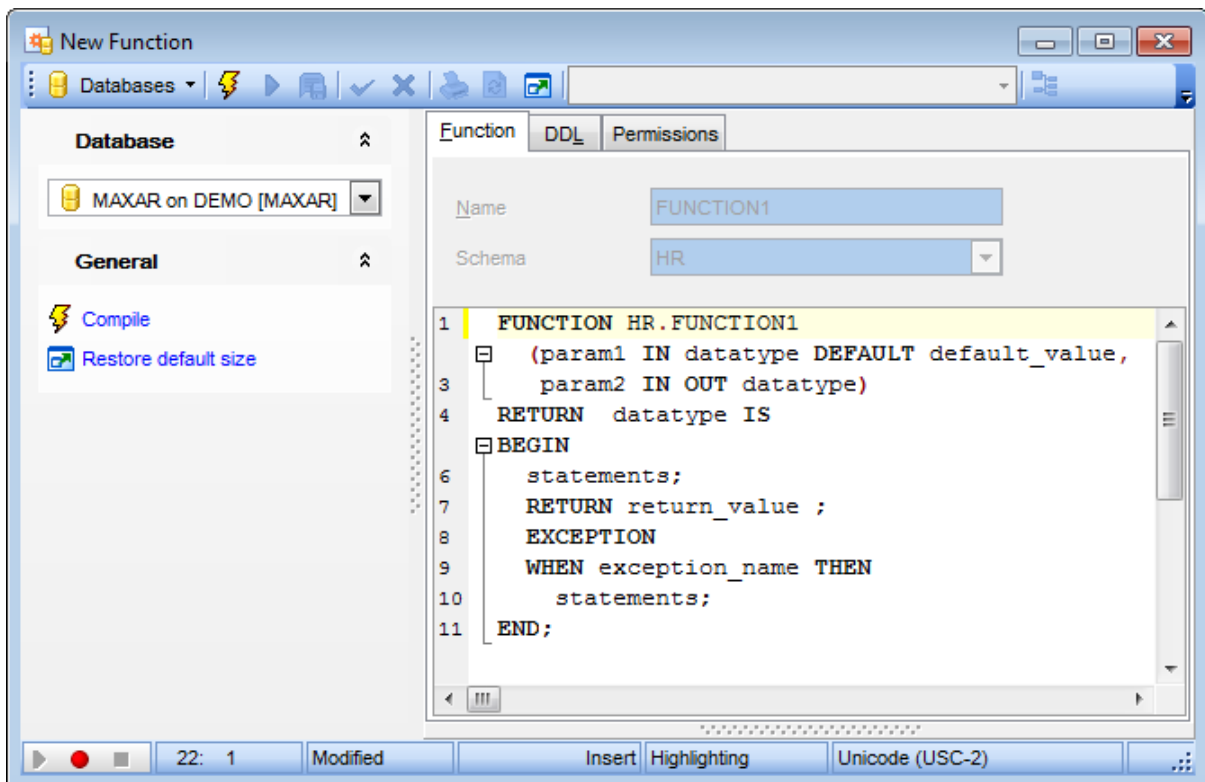 New Function
Databases
Database
MAXAR on DEMO [MAXAR]
General
Compile
Restore default size
Function DDL Permissions
Name FUNCTION1
Schema HR
1 FUNCTION HR.FUNCTION1
(param1 IN datatype DEFAULT default_value,
3 param2 IN OUT datatype)
4 RETURN datatype IS
BEGIN
6 statements;
7 RETURN return_value ;
8 EXCEPTION
9 WHEN exception_name THEN
10 statements;
11 END;
22: 1 Modified Insert Highlighting Unicode (USC-2)